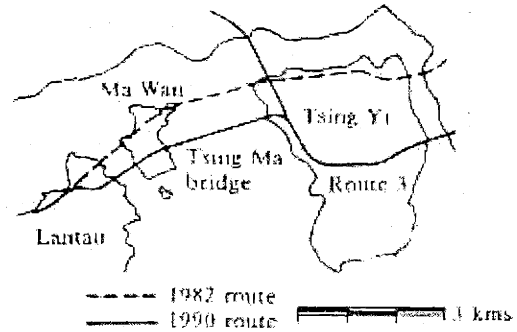 Ma Wan
Tsing Yi
Tsing Ma
bridge
Route 3
Lantau
1982 route
1990 route
3 kms